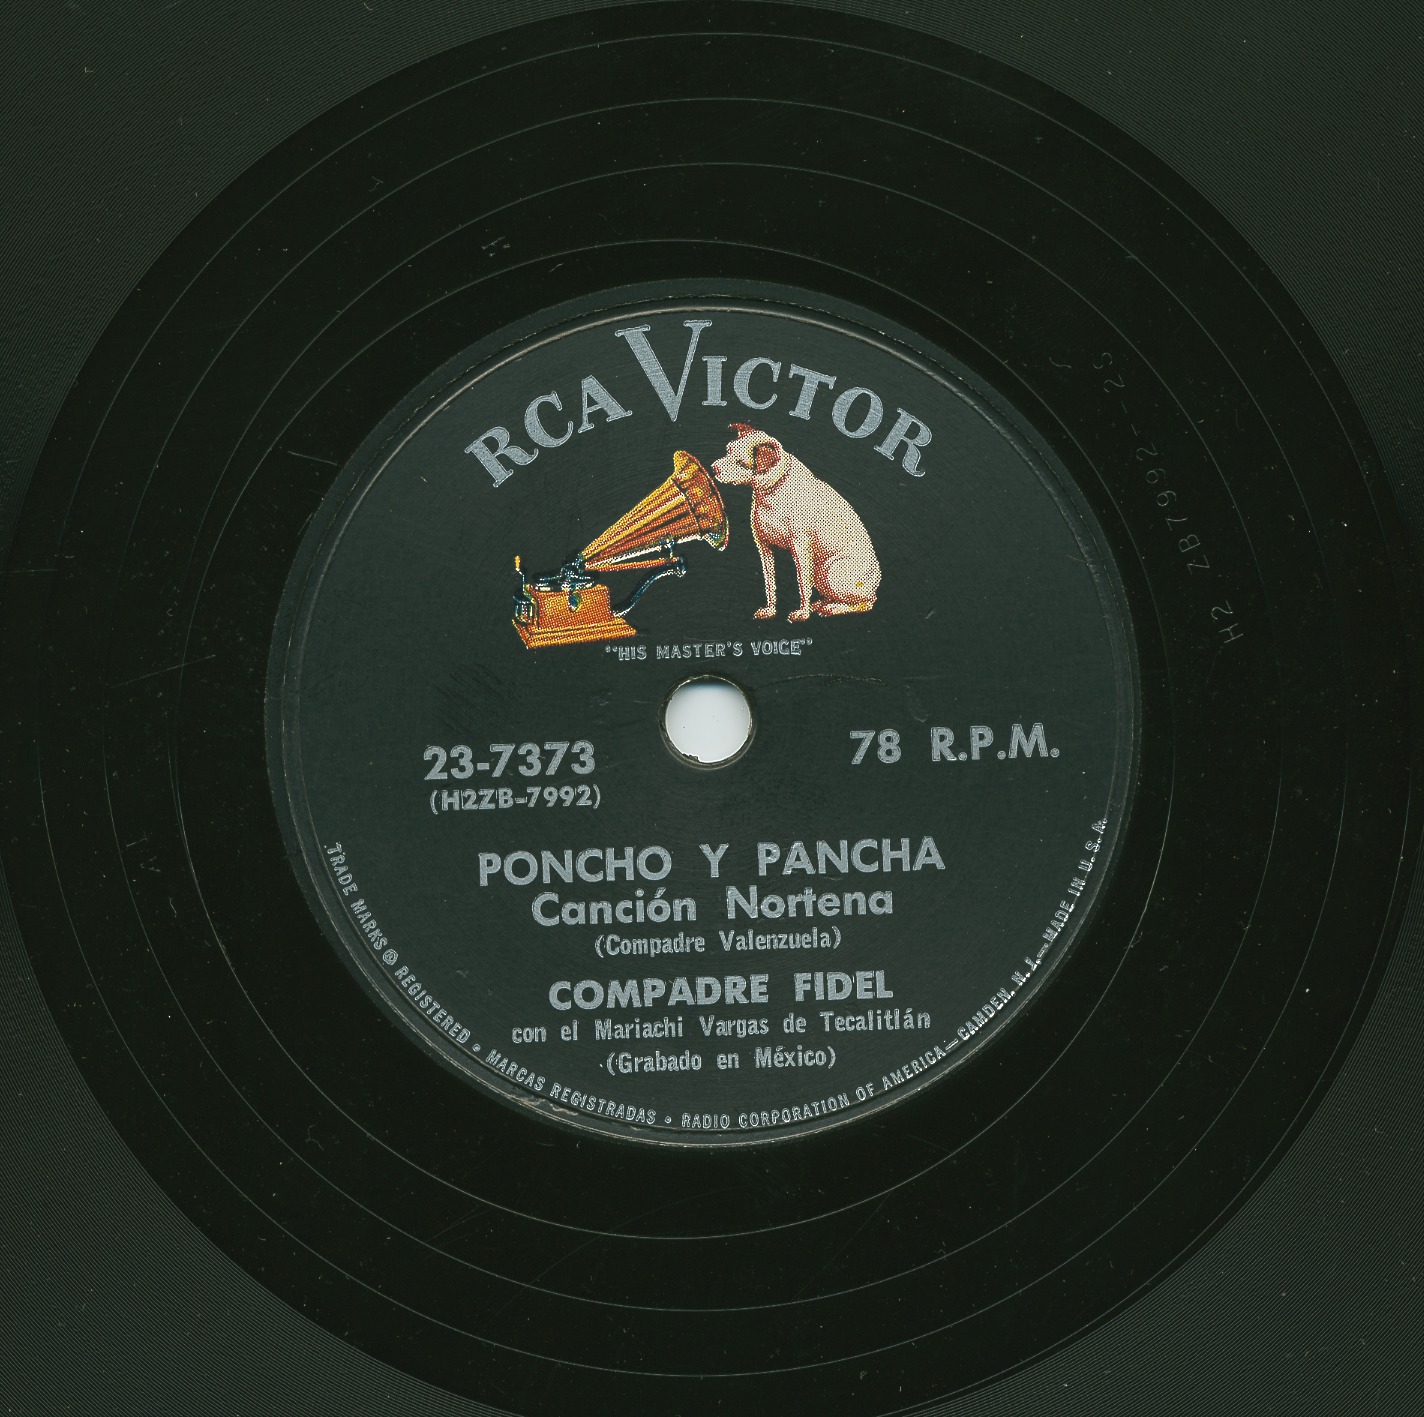 RCA VICTOR
"HIS MASTER'S VOICE"
23-7373
(H2ZB-7992)
78 R.P.M.
PONCHO Y PANCHA
Canción Nortena
(Compadre Valenzuela)
COMPADRE FIDEL
con el Mariachi Vargas de Tecalitlán
(Grabado en México)
TRADE MARKS ® REGISTERED • MARCAS REGISTRADAS • RADIO CORPORATION OF AMERICA—CAMDEN, N. J.—MADE IN U. S. A.
H2 ZB7992--2S
A1
H